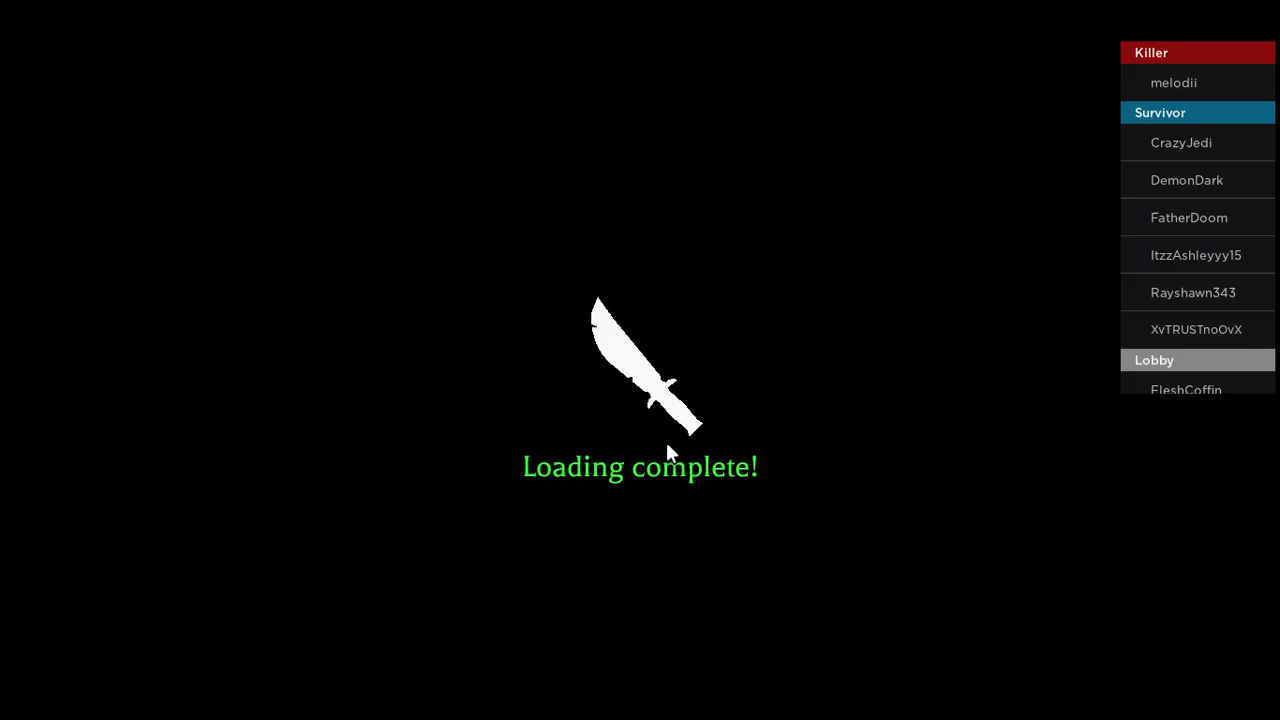 Killer
melodii
Survivor
CrazyJedi
DemonDark
FatherDoom
ItzzAshleyyy15
Rayshawn343
XvTRUSTnoOvX
Lobby
FleshCoffin
Loading complete!